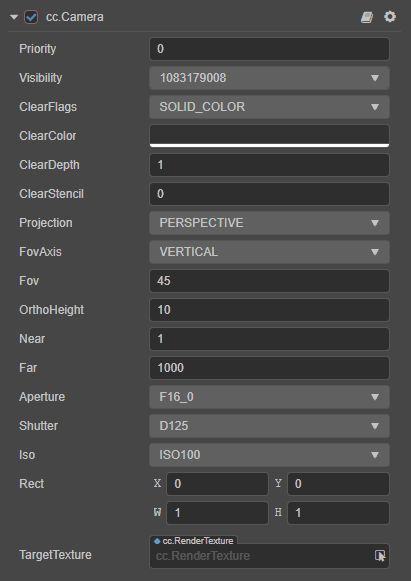 cc.Camera
Priority 0
Visibility 1083179008
ClearFlags SOLID_COLOR
ClearColor
ClearDepth 1
ClearStencil 0
Projection PERSPECTIVE
FovAxis VERTICAL
Fov 45
OrthoHeight 10
Near 1
Far 1000
Aperture F16_0
Shutter D125
Iso ISO100
Rect X 0 Y 0
W 1 H 1
cc.RenderTexture
TargetTexture cc.RenderTexture